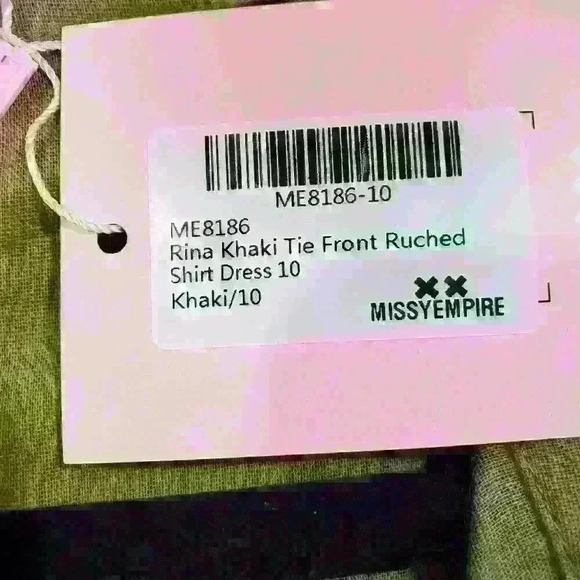 ME8186-10
ME8186
Rina Khaki Tie Front Ruched
Shirt Dress 10
Khaki/10
MISSYEMPIRE